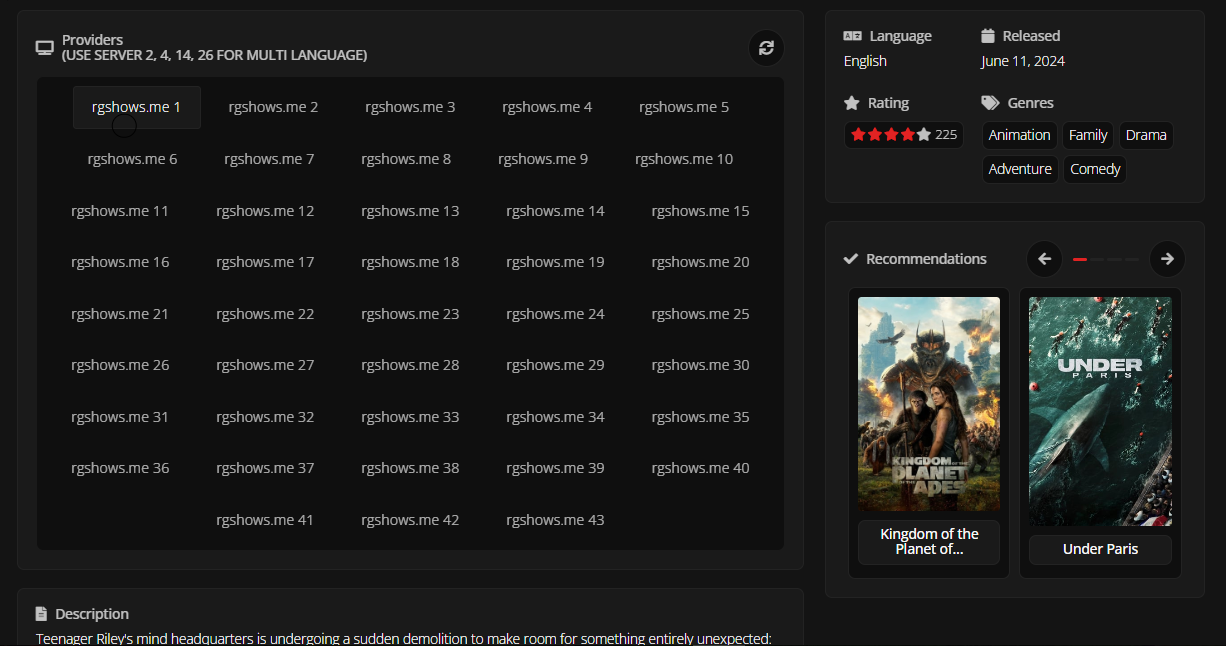 Providers
(USE SERVER 2, 4, 14, 26 FOR MULTI LANGUAGE)
rgshows.me 1 rgshows.me 2 rgshows.me 3 rgshows.me 4 rgshows.me 5
rgshows.me 6 rgshows.me 7 rgshows.me 8 rgshows.me 9 rgshows.me 10
rgshows.me 11 rgshows.me 12 rgshows.me 13 rgshows.me 14 rgshows.me 15
rgshows.me 16 rgshows.me 17 rgshows.me 18 rgshows.me 19 rgshows.me 20
rgshows.me 21 rgshows.me 22 rgshows.me 23 rgshows.me 24 rgshows.me 25
rgshows.me 26 rgshows.me 27 rgshows.me 28 rgshows.me 29 rgshows.me 30
rgshows.me 31 rgshows.me 32 rgshows.me 33 rgshows.me 34 rgshows.me 35
rgshows.me 36 rgshows.me 37 rgshows.me 38 rgshows.me 39 rgshows.me 40
rgshows.me 41 rgshows.me 42 rgshows.me 43
Description
Teenager Riley's mind headquarters is undergoing a sudden demolition to make room for something entirely unexpected:
Language Released
English June 11, 2024
Rating Genres
225 Animation Family Drama
Adventure Comedy
Recommendations
KINGDOM
PLANET
OF THE APES
Kingdom of the
Planet of...
UNDER
PARIS
Under Paris